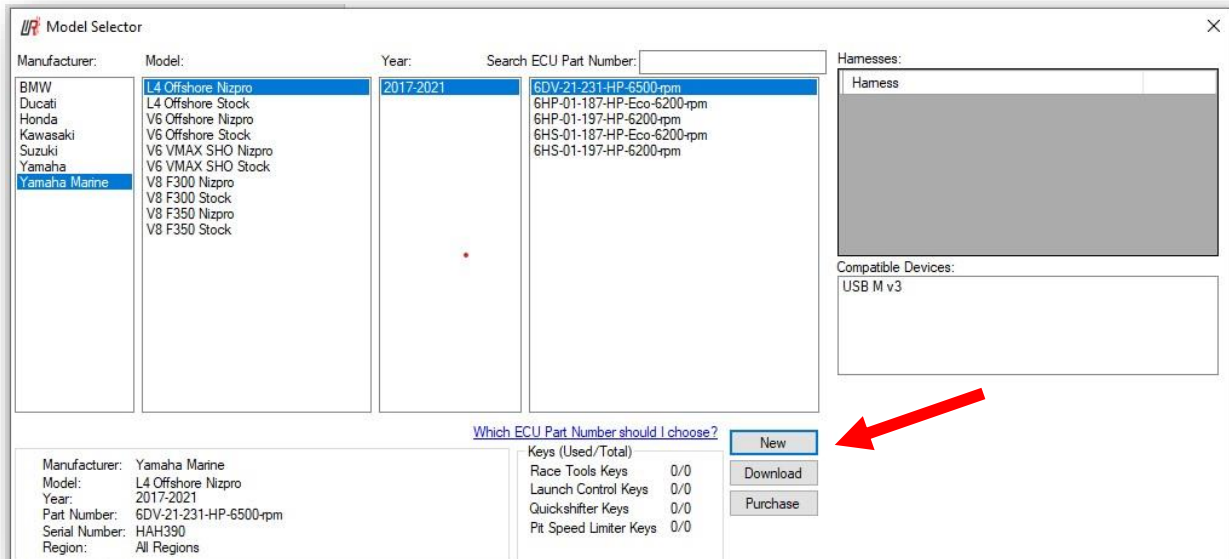 Model Selector
Manufacturer:
BMW
Ducati
Honda
Kawasaki
Suzuki
Yamaha
Yamaha Marine
Model:
L4 Offshore Nizpro
L4 Offshore Stock
V6 Offshore Nizpro
V6 Offshore Stock
V6 VMAX SHO Nizpro
V6 VMAX SHO Stock
V8 F300 Nizpro
V8 F300 Stock
V8 F350 Nizpro
V8 F350 Stock
Year:
2017-2021
Search ECU Part Number:
6DV-21-231-HP-6500-rpm
6HP-01-187-HP-Eco-6200-rpm
6HP-01-197-HP-6200-rpm
6HS-01-187-HP-Eco-6200-rpm
6HS-01-197-HP-6200-rpm
Harnesses:
Harness
Compatible Devices:
USB M v3
Which ECU Part Number should I choose?
New
Download
Purchase
Manufacturer: Yamaha Marine
Model: L4 Offshore Nizpro
Year: 2017-2021
Part Number: 6DV-21-231-HP-6500-rpm
Serial Number: HAH390
Region: All Regions
Keys (Used/Total)
Race Tools Keys 0/0
Launch Control Keys 0/0
Quickshifter Keys 0/0
Pit Speed Limiter Keys 0/0